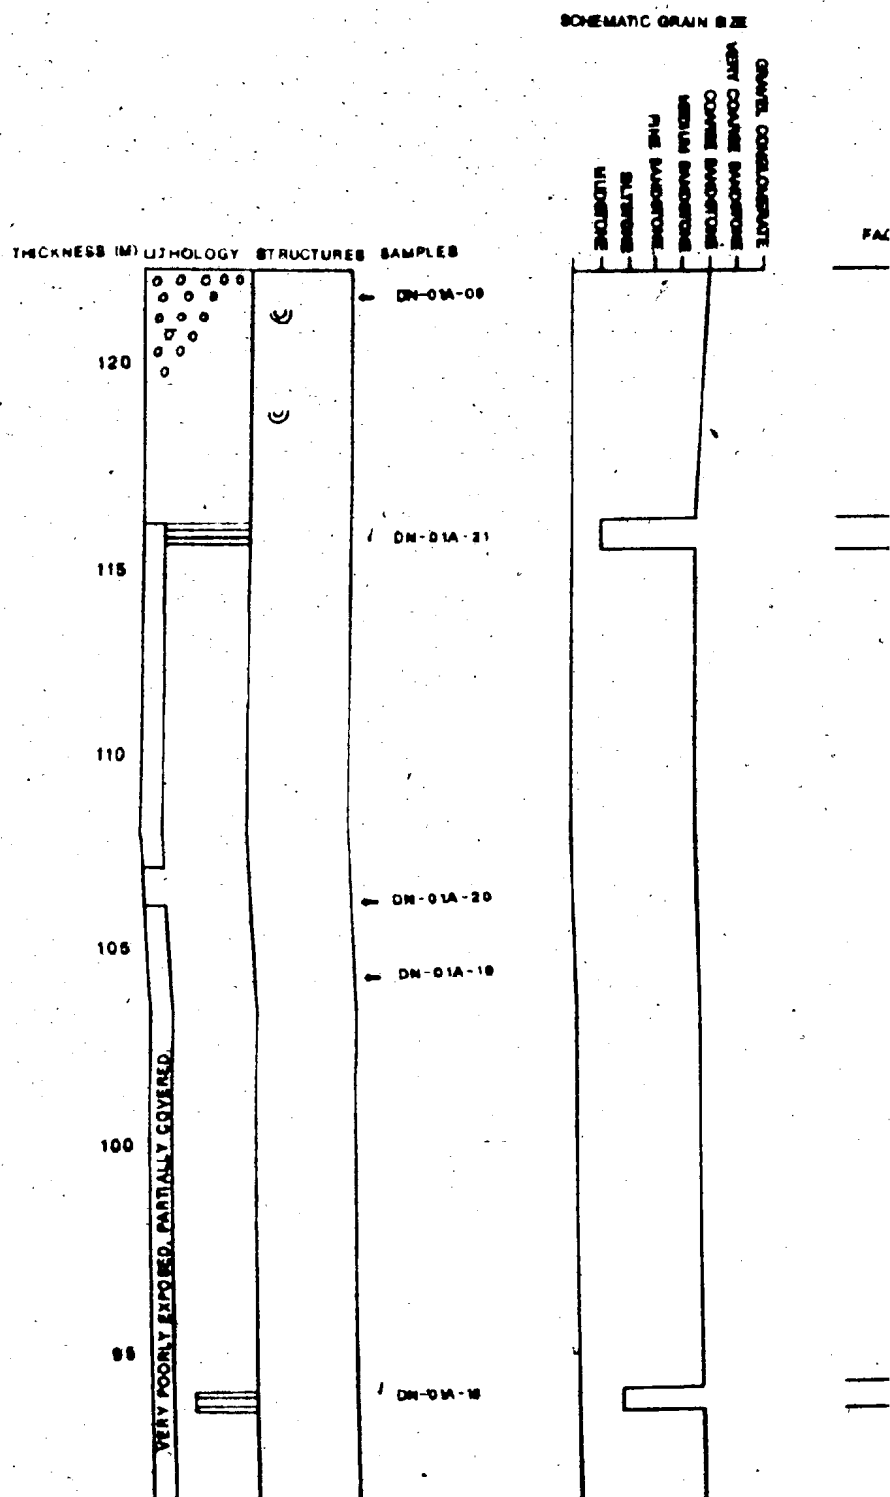 SCHEMATIC GRAIN SIZE
MUDSTONE
SILTSTONE
FINE SANDSTONE
MEDIUM SANDSTONE
COARSE SANDSTONE
VERY COARSE SANDSTONE
GRAVEL CONGLOMERATE
THICKNESS (M) LITHOLOGY STRUCTURES SAMPLES
FAC
DN-01A-09
120
DN-01A-21
115
110
DN-01A-20
105
DN-01A-19
100
VERY POORLY EXPOSED, PARTIALLY COVERED.
95
DN-01A-18